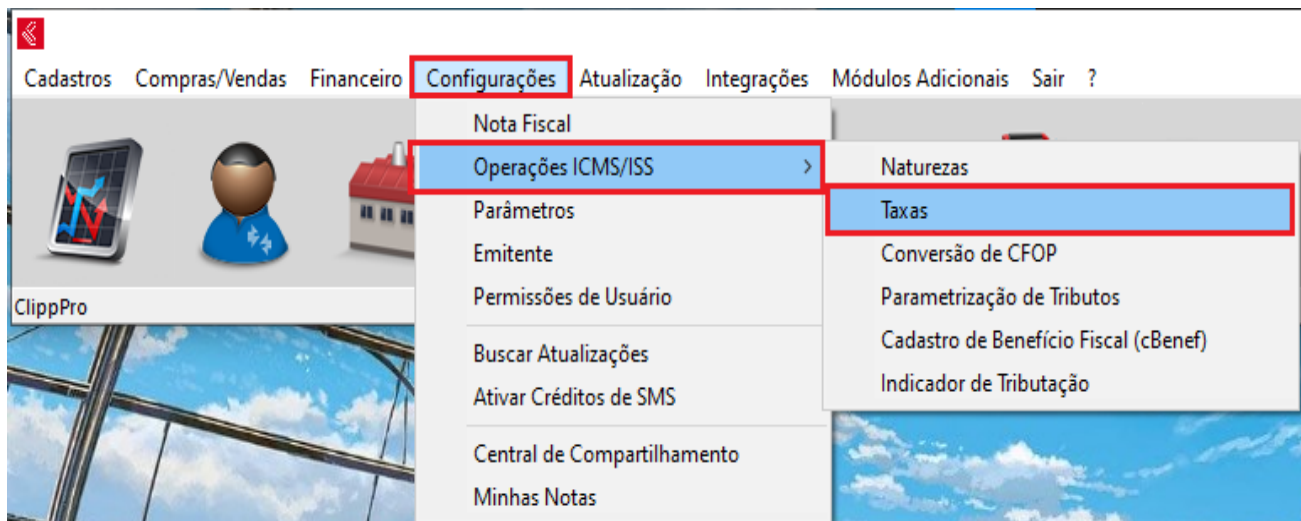 Cadastros Compras/Vendas Financeiro Configurações Atualização Integrações Módulos Adicionais Sair ?
Nota Fiscal
Operações ICMS/ISS >
Parâmetros
Emitente
Permissões de Usuário
Buscar Atualizações
Ativar Créditos de SMS
Central de Compartilhamento
Minhas Notas
Naturezas
Taxas
Conversão de CFOP
Parametrização de Tributos
Cadastro de Benefício Fiscal (cBenef)
Indicador de Tributação
ClippPro